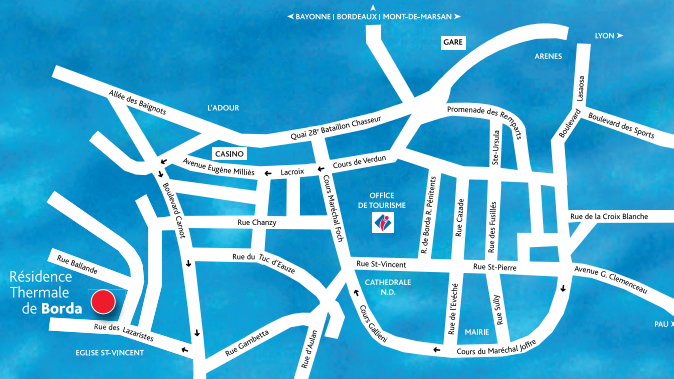 BAYONNE | BORDEAUX | MONT-DE-MARSAN
GARE
LYON
ARENES
Allée des Baignots
L'ADOUR
Quai 28e Bataillon Chasseur
Promenade des Remparts
Boulevard
Lasaosa
Boulevard des Sports
CASINO
Avenue Eugène Milliès
Lacroix
Cours de Verdun
Ste-Ursula
Boulevard Carnot
Cours Maréchal Foch
OFFICE
DE TOURISME
R. de Borda R. Pénitents
Rue Cazade
Rue des Fusillés
Rue de la Croix Blanche
Rue Chanzy
Rue Ballande
Rue du Tuc d'Eauze
Rue St-Vincent
Rue St-Pierre
Avenue G. Clemenceau
Résidence
Thermale
de Borda
CATHEDRALE
N.D.
Rue de l'Evéché
Rue Sully
Rue des Lazaristes
Cours Gallieni
MAIRIE
PAU
EGLISE ST-VINCENT
Rue Gambetta
Rue d'Aulan
Cours du Maréchal Joffre